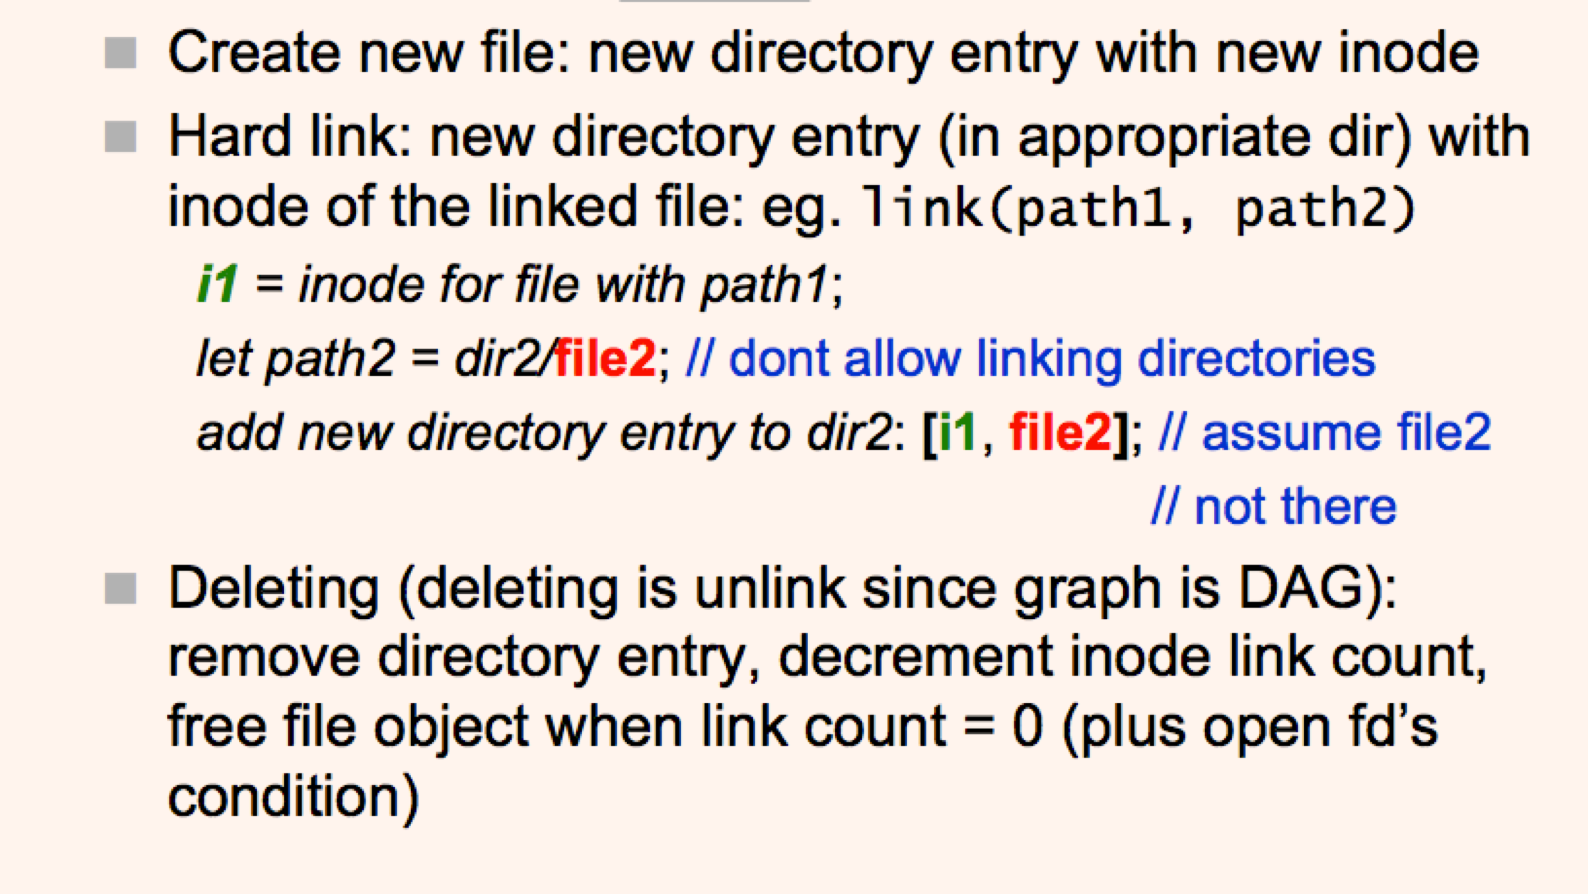 Create new file: new directory entry with new inode
Hard link: new directory entry (in appropriate dir) with
inode of the linked file: eg. link(path1, path2)
i1 = inode for file with path1;
let path2 = dir2/file2; // dont allow linking directories
add new directory entry to dir2: [i1, file2]; // assume file2
// not there
Deleting (deleting is unlink since graph is DAG):
remove directory entry, decrement inode link count,
free file object when link count = 0 (plus open fd’s
condition)